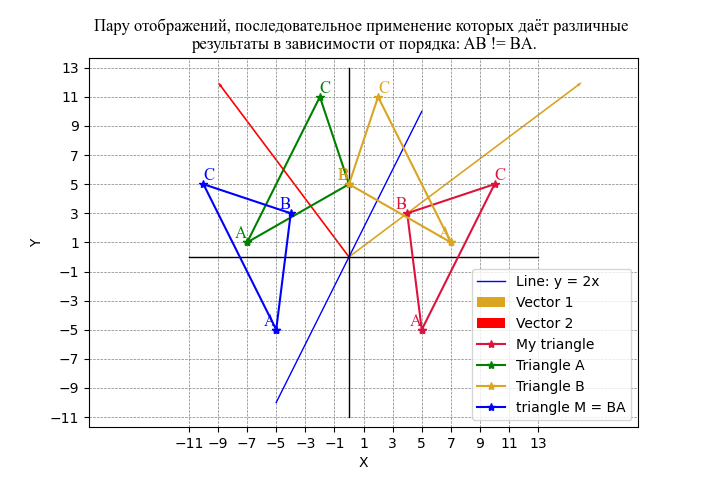 Пару отображений, последовательное применение которых даёт различные
результаты в зависимости от порядка: AB != BA.
13
11
9
7
5
3
1
−1
−3
−5
−7
−9
−11
Y
C
C
C
C
B
B
B
A
A
A
A
Line: y = 2x
Vector 1
Vector 2
My triangle
Triangle A
Triangle B
triangle M = BA
−11 −9 −7 −5 −3 −1 1 3 5 7 9 11 13
X